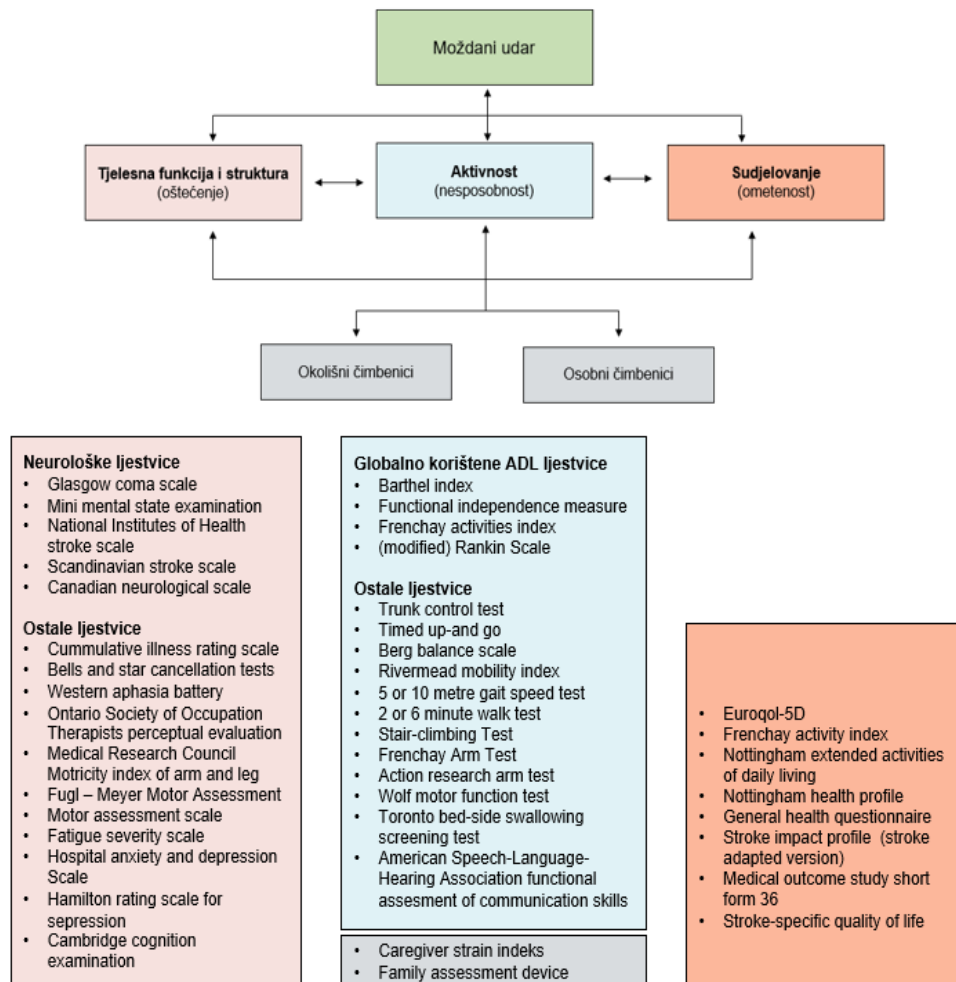 Moždani udar
Tjelesna funkcija i struktura
(oštećenje)
Aktivnost
(nesposobnost)
Sudjelovanje
(ometenost)
Okolišni čimbenici
Osobni čimbenici
Neurološke ljestvice
• Glasgow coma scale
• Mini mental state examination
• National Institutes of Health
stroke scale
• Scandinavian stroke scale
• Canadian neurological scale
Ostale ljestvice
• Cummulative illness rating scale
• Bells and star cancellation tests
• Western aphasia battery
• Ontario Society of Occupation
Therapists perceptual evaluation
• Medical Research Council
Motricity index of arm and leg
• Fugl – Meyer Motor Assessment
• Motor assessment scale
• Fatigue severity scale
• Hospital anxiety and depression
Scale
• Hamilton rating scale for
sepression
• Cambridge cognition
examination
Globalno korištene ADL ljestvice
• Barthel index
• Functional independence measure
• Frenchay activities index
• (modified) Rankin Scale
Ostale ljestvice
• Trunk control test
• Timed up-and go
• Berg balance scale
• Rivermead mobility index
• 5 or 10 metre gait speed test
• 2 or 6 minute walk test
• Stair-climbing Test
• Frenchay Arm Test
• Action research arm test
• Wolf motor function test
• Toronto bed-side swallowing
screening test
• American Speech-Language-
Hearing Association functional
assesment of communication skills
• Caregiver strain indeks
• Family assessment device
• Euroqol-5D
• Frenchay activity index
• Nottingham extended activities
of daily living
• Nottingham health profile
• General health questionnaire
• Stroke impact profile (stroke
adapted version)
• Medical outcome study short
form 36
• Stroke-specific quality of life